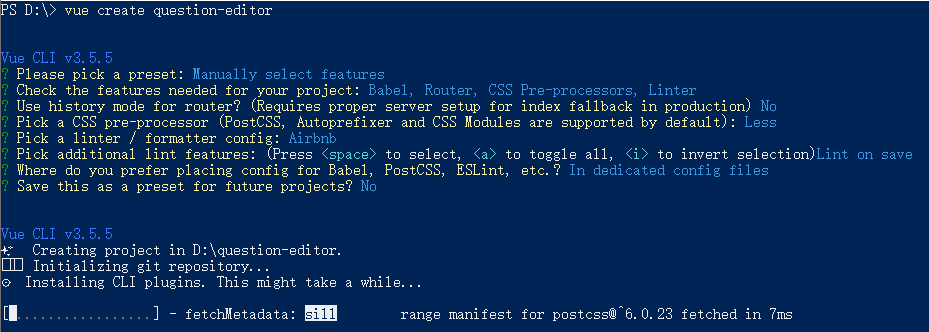 PS D:\> vue create question-editor
Vue CLI v3.5.5
? Please pick a preset: Manually select features
? Check the features needed for your project: Babel, Router, CSS Pre-processors, Linter
? Use history mode for router? (Requires proper server setup for index fallback in production) No
? Pick a CSS pre-processor (PostCSS, Autoprefixer and CSS Modules are supported by default): Less
? Pick a linter / formatter config: Airbnb
? Pick additional lint features: (Press <space> to select, <a> to toggle all, <i> to invert selection)Lint on save
? Where do you prefer placing config for Babel, PostCSS, ESLint, etc.? In dedicated config files
? Save this as a preset for future projects? No
Vue CLI v3.5.5
✨  Creating project in D:\question-editor.
□□ Initializing git repository...
⚙  Installing CLI plugins. This might take a while...
[█.................] - fetchMetadata: sill range manifest for postcss@^6.0.23 fetched in 7ms